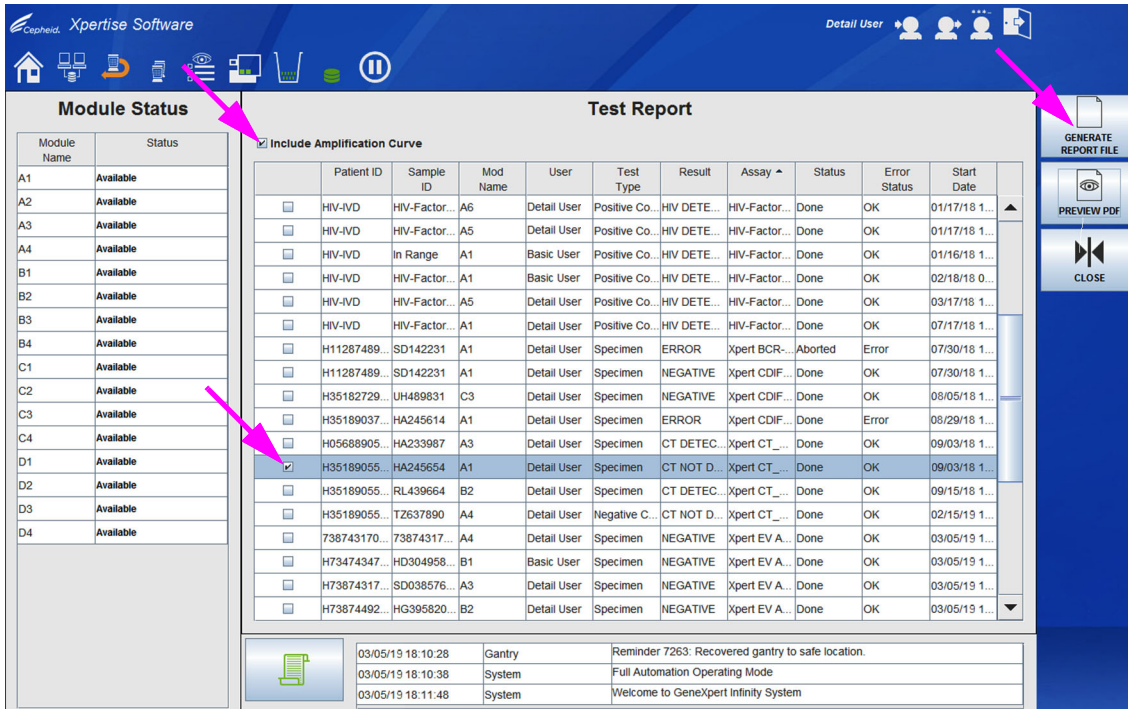 Cepheid. Xpertise Software
Detail User
Module Status
Module Name Status
A1 Available
A2 Available
A3 Available
A4 Available
B1 Available
B2 Available
B3 Available
B4 Available
C1 Available
C2 Available
C3 Available
C4 Available
D1 Available
D2 Available
D3 Available
D4 Available
Test Report
Include Amplification Curve
Patient ID Sample ID Mod Name User Test Type Result Assay Status Error Status Start Date
HIV-IVD HIV-Factor... A6 Detail User Positive Co... HIV DETE... HIV-Factor... Done OK 01/17/18 1...
HIV-IVD HIV-Factor... A5 Detail User Positive Co... HIV DETE... HIV-Factor... Done OK 01/17/18 1...
HIV-IVD In Range A1 Basic User Positive Co... HIV DETE... HIV-Factor... Done OK 01/16/18 1...
HIV-IVD HIV-Factor... A1 Basic User Positive Co... HIV DETE... HIV-Factor... Done OK 02/18/18 0...
HIV-IVD HIV-Factor... A5 Detail User Positive Co... HIV DETE... HIV-Factor... Done OK 03/17/18 1...
HIV-IVD HIV-Factor... A1 Detail User Positive Co... HIV DETE... HIV-Factor... Done OK 07/17/18 1...
H11287489... SD142231 A1 Detail User Specimen ERROR Xpert BCR-... Aborted Error 07/30/18 1...
H11287489... SD142231 A1 Detail User Specimen NEGATIVE Xpert CDIF... Done OK 07/30/18 1...
H35182729... UH489831 C3 Detail User Specimen NEGATIVE Xpert CDIF... Done OK 08/05/18 1...
H35189037... HA245614 A1 Detail User Specimen ERROR Xpert CDIF... Done Error 08/29/18 1...
H05688905... HA233987 A3 Detail User Specimen CT DETEC... Xpert CT_... Done OK 09/03/18 1...
H35189055... HA245654 A1 Detail User Specimen CT NOT D... Xpert CT_... Done OK 09/03/18 1...
H35189055... RL439664 B2 Detail User Specimen CT DETEC... Xpert CT_... Done OK 09/15/18 1...
H35189055... TZ637890 A4 Detail User Negative C... CT NOT D... Xpert CT_... Done OK 02/15/19 1...
738743170... 73874317... A4 Detail User Specimen NEGATIVE Xpert EV A... Done OK 03/05/19 1...
H73474347... HD304958... B1 Basic User Specimen NEGATIVE Xpert EV A... Done OK 03/05/19 1...
H73874317... SD038576... A3 Detail User Specimen NEGATIVE Xpert EV A... Done OK 03/05/19 1...
H73874492... HG395820... B2 Detail User Specimen NEGATIVE Xpert EV A... Done OK 03/05/19 1...
GENERATE
REPORT FILE
PREVIEW PDF
CLOSE
03/05/19 18:10:28 Gantry Reminder 7263: Recovered gantry to safe location.
03/05/19 18:10:38 System Full Automation Operating Mode
03/05/19 18:11:48 System Welcome to GeneXpert Infinity System